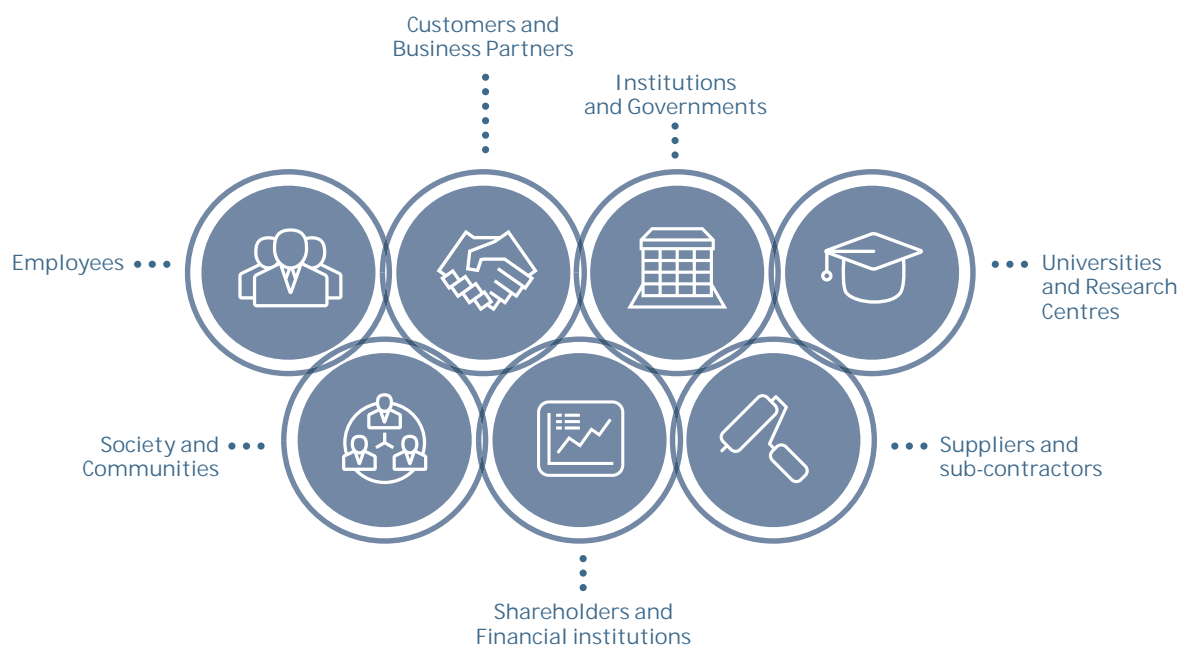 Customers and
Business Partners
Institutions
and Governments
Employees
Universities
and Research
Centres
Society and
Communities
Suppliers and
sub-contractors
Shareholders and
Financial institutions